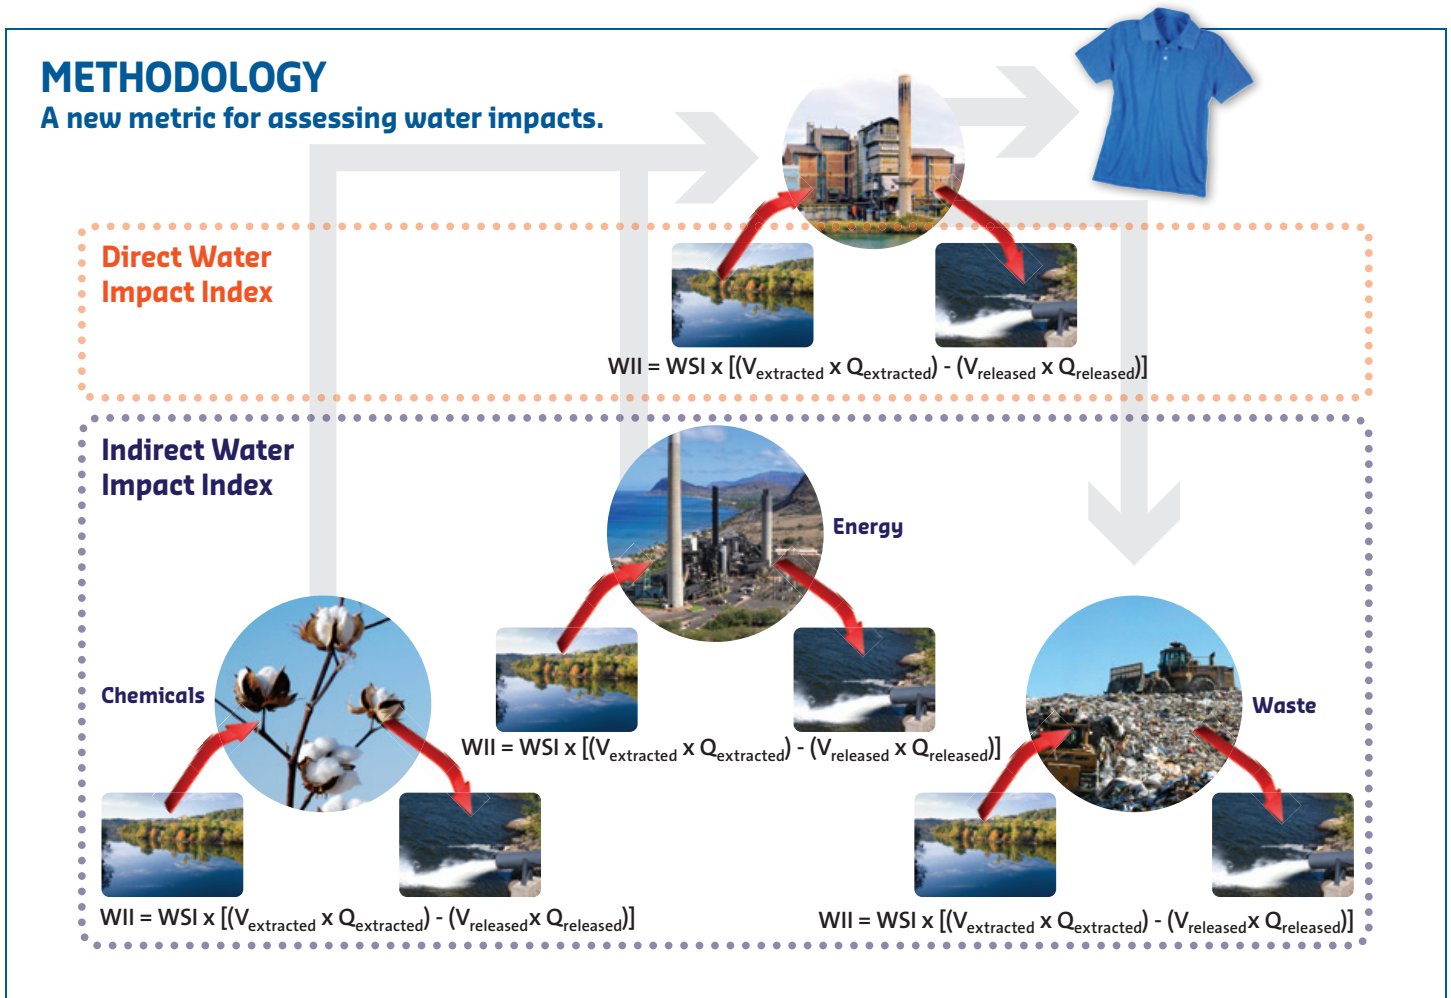 METHODOLOGY
A new metric for assessing water impacts.
Direct Water
Impact Index
WII = WSI x [(Vextracted x Qextracted) - (Vreleased x Qreleased)]
Indirect Water
Impact Index
Energy
WII = WSI x [(Vextracted x Qextracted) - (Vreleased x Qreleased)]
Chemicals
WII = WSI x [(Vextracted x Qextracted) - (Vreleasedx Qreleased)]
Waste
WII = WSI x [(Vextracted x Qextracted) - (Vreleasedx Qreleased)]